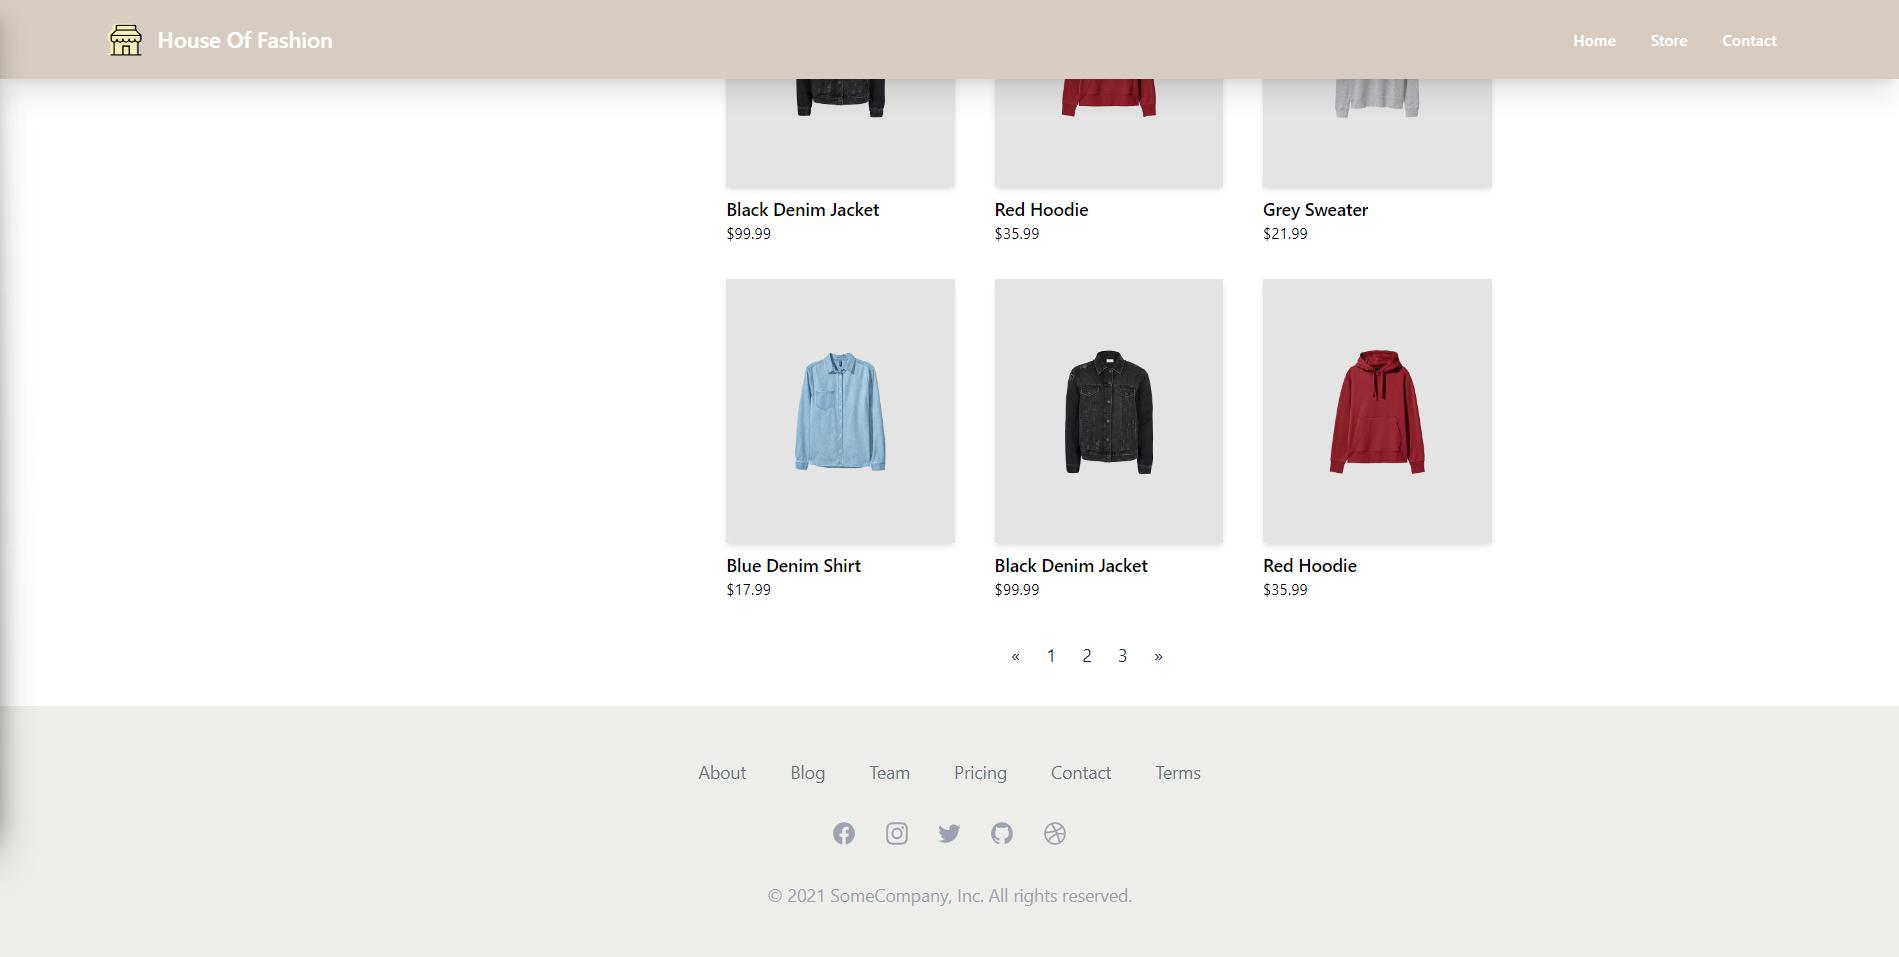 House Of Fashion
Home Store Contact
Black Denim Jacket Red Hoodie Grey Sweater
$99.99 $35.99 $21.99
Blue Denim Shirt Black Denim Jacket Red Hoodie
$17.99 $99.99 $35.99
« 1 2 3 »
About Blog Team Pricing Contact Terms
© 2021 SomeCompany, Inc. All rights reserved.